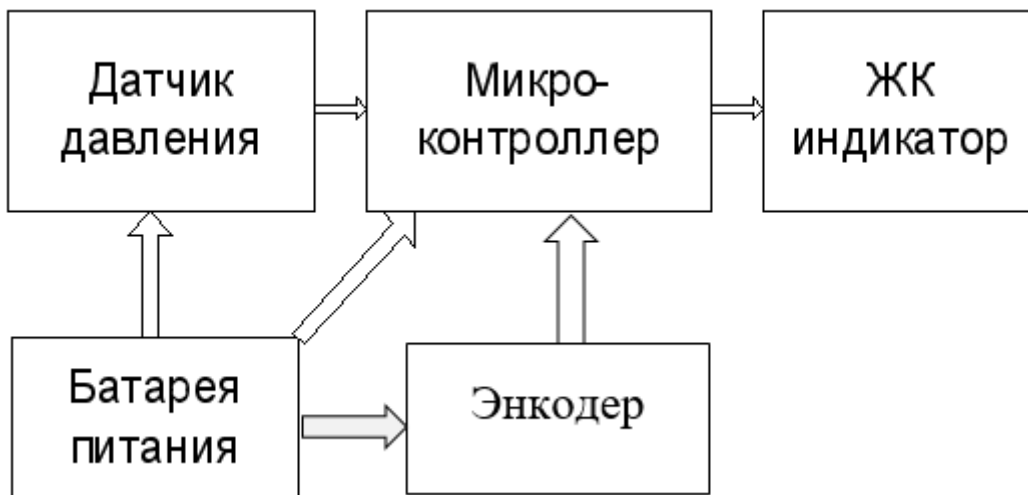 Датчик
давления
Микро-
контроллер
ЖК
индикатор
Батарея
питания
Энкодер